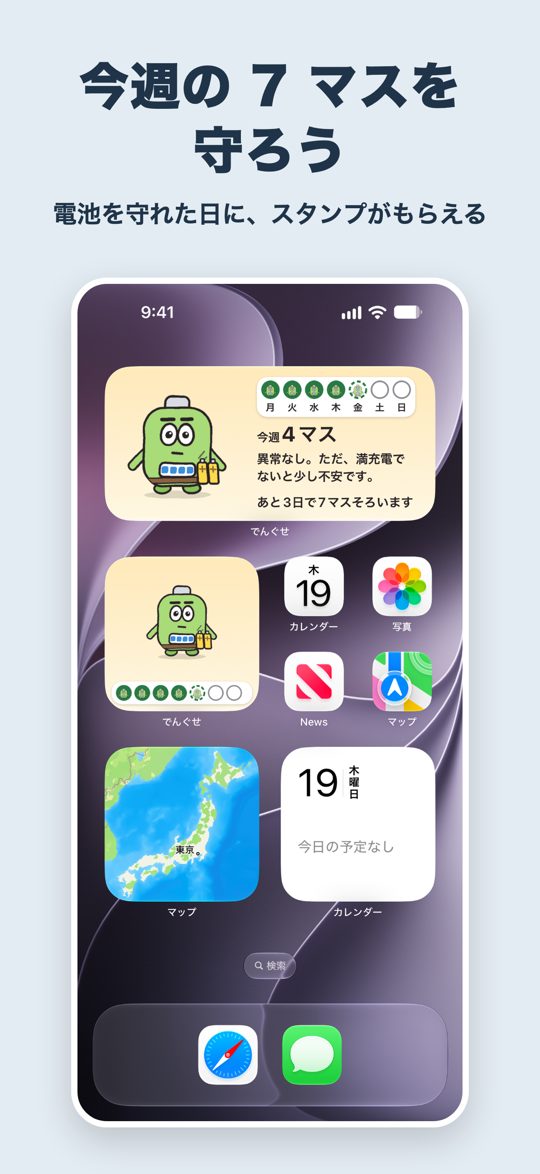 今週の 7 マスを
守ろう
電池を守れた日に、スタンプがもらえる
9:41
月 火 水 木 金 土 日
今週4マス
異常なし。ただ、満充電で
ないと少し不安です。
あと3日で7マスそろいます
でんぐせ
木
19
カレンダー
写真
でんぐせ
News
マップ
東京
19 木曜日
今日の予定なし
マップ
カレンダー
検索